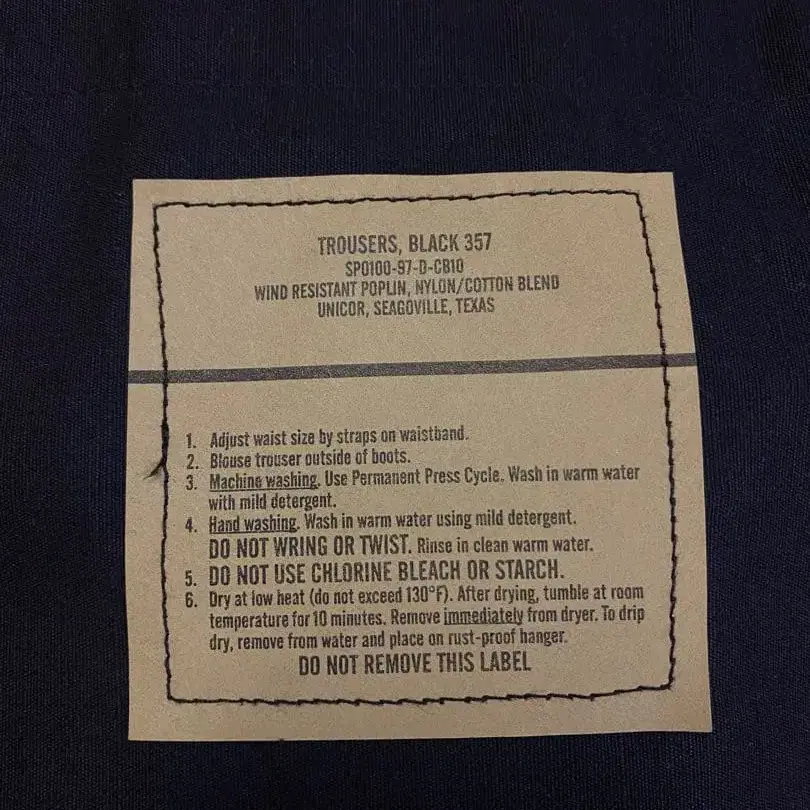 TROUSERS, BLACK 357
SPO100-97-D-CB10
WIND RESISTANT POPLIN, NYLON/COTTON BLEND
UNICOR, SEAGOVILLE, TEXAS
1. Adjust waist size by straps on waistband.
2. Blouse trouser outside of boots.
3. Machine washing. Use Permanent Press Cycle. Wash in warm water
with mild detergent.
4. Hand washing. Wash in warm water using mild detergent.
DO NOT WRING OR TWIST. Rinse in clean warm water.
5. DO NOT USE CHLORINE BLEACH OR STARCH.
6. Dry at low heat (do not exceed 130°F). After drying, tumble at room
temperature for 10 minutes. Remove immediately from dryer. To drip
dry, remove from water and place on rust-proof hanger.
DO NOT REMOVE THIS LABEL